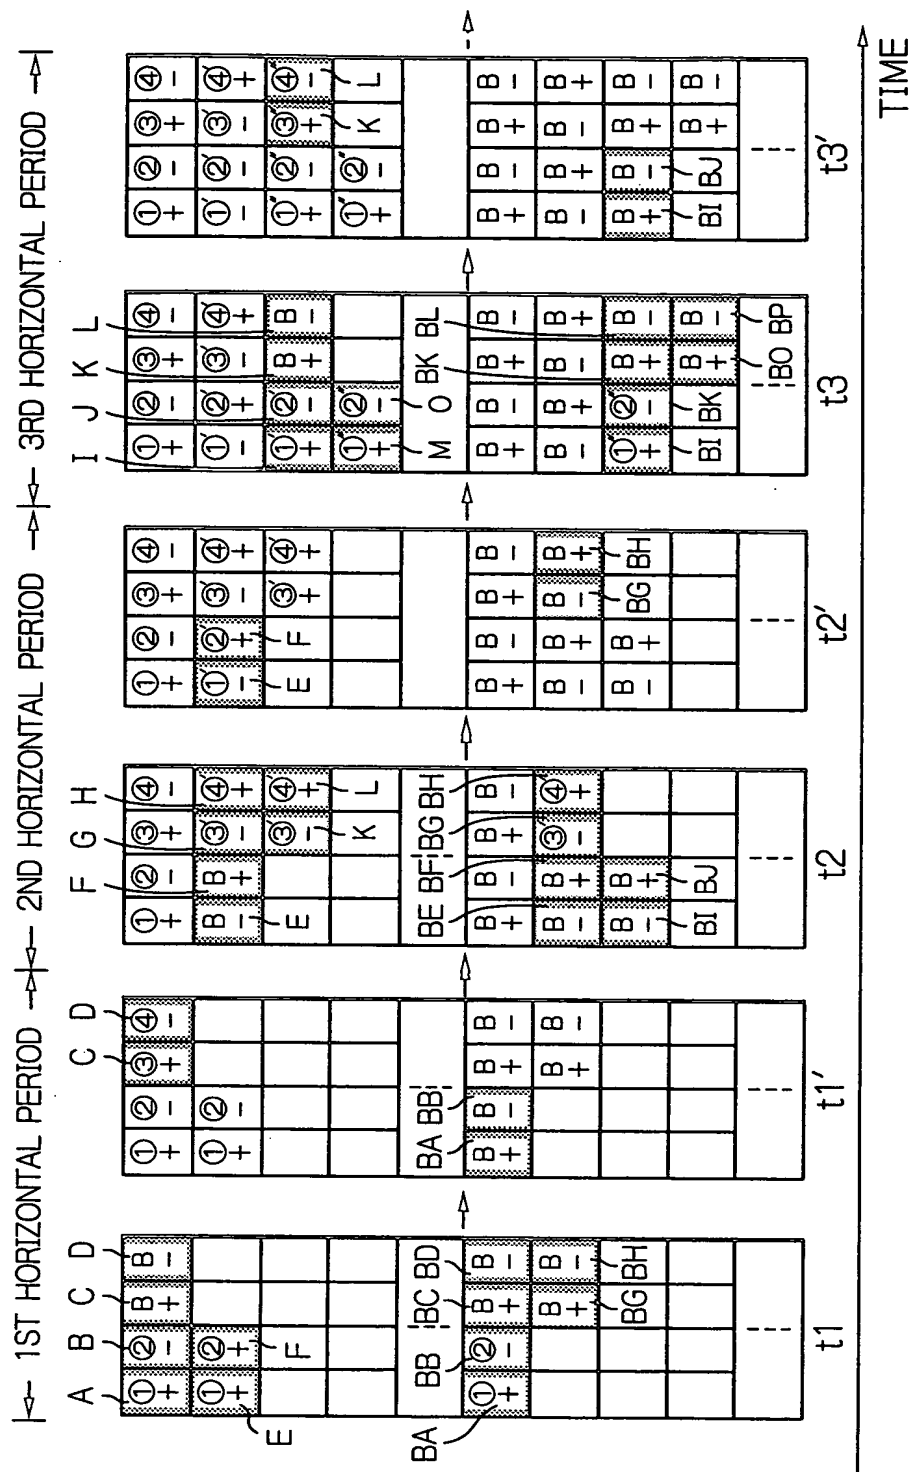 1ST HORIZONTAL PERIOD 2ND HORIZONTAL PERIOD 3RD HORIZONTAL PERIOD
A B C D
① ② B B
+ − + −
① ②
+ +
E F
BB BC BD
BA
① ② B B
+ − + −
B B
+ −
BG BH
t1
C D
① ② ③ ④
+ − + −
① ②
+ −
BA BB
B B B B
+ − + −
B B
+ −
t1'
F G H
① ② ③ ④
+ − + −
B B ③' ④'
− + − +
③' ④'
− +
E K L
BE BF BG BH
B B B B
+ − + −
B B ③' ④'
− + − +
B B
− +
BI BJ
t2
① ② ③ ④
+ − + −
①' ②' ③' ④'
− + − +
③' ④'
+ +
E F
B B B B
+ − + −
B B B B
− + − +
B B
− +
BG BH
t2'
I J K L
① ② ③ ④
+ − + −
①' ②' ③' ④'
− + − +
①" ②" B B
+ − + −
①" ②"
+ −
M O BK BL
B B B B
+ − + −
B B B B
− − − +
①" ②" B B
+ − + −
B B
+ −
BI BK BO BP
t3
① ② ③ ④
+ − + −
①' ②' ③' ④'
− − − +
①" ②" ③" ④"
+ − + −
①" ②"
+ −
K L
B B B B
+ − + −
B B B B
− + − +
B B B B
+ − + −
B B
+ −
BI BJ
t3'
TIME